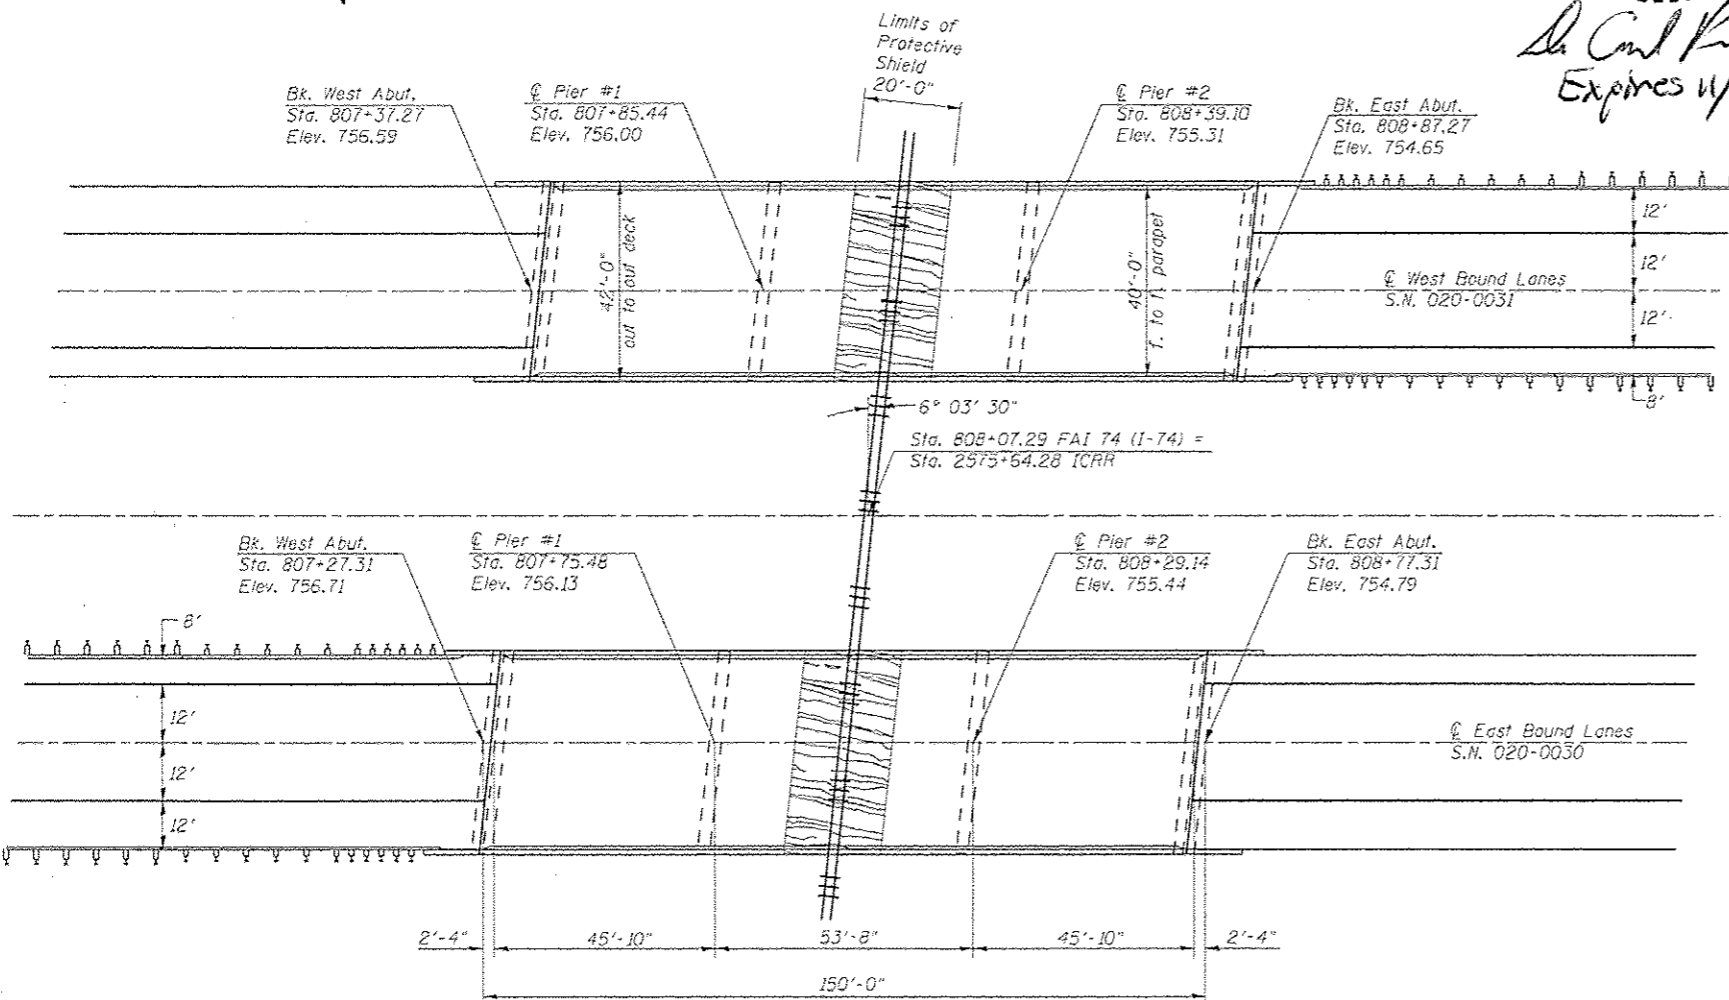 Limits of
Protective
Shield
20'-0"
Expires 11/
Bk. West Abut.
Sta. 807+37.27
Elev. 756.59
℄ Pier #1
Sta. 807+85.44
Elev. 756.00
℄ Pier #2
Sta. 808+39.10
Elev. 755.31
Bk. East Abut.
Sta. 808+87.27
Elev. 754.65
42'-0"
out to out deck
40'-0"
f. to f. parapet
12'
12'
℄ West Bound Lanes
S.N. 020-0031
12'
8'
6° 03' 30"
Sta. 808+07.29 FAI 74 (I-74) =
Sta. 2575+64.28 ICRR
Bk. West Abut.
Sta. 807+27.31
Elev. 756.71
℄ Pier #1
Sta. 807+75.48
Elev. 756.13
℄ Pier #2
Sta. 808+29.14
Elev. 755.44
Bk. East Abut.
Sta. 808+77.31
Elev. 754.79
8'
12'
12'
12'
℄ East Bound Lanes
S.N. 020-0030
2'-4"
45'-10"
53'-8"
45'-10"
2'-4"
150'-0"